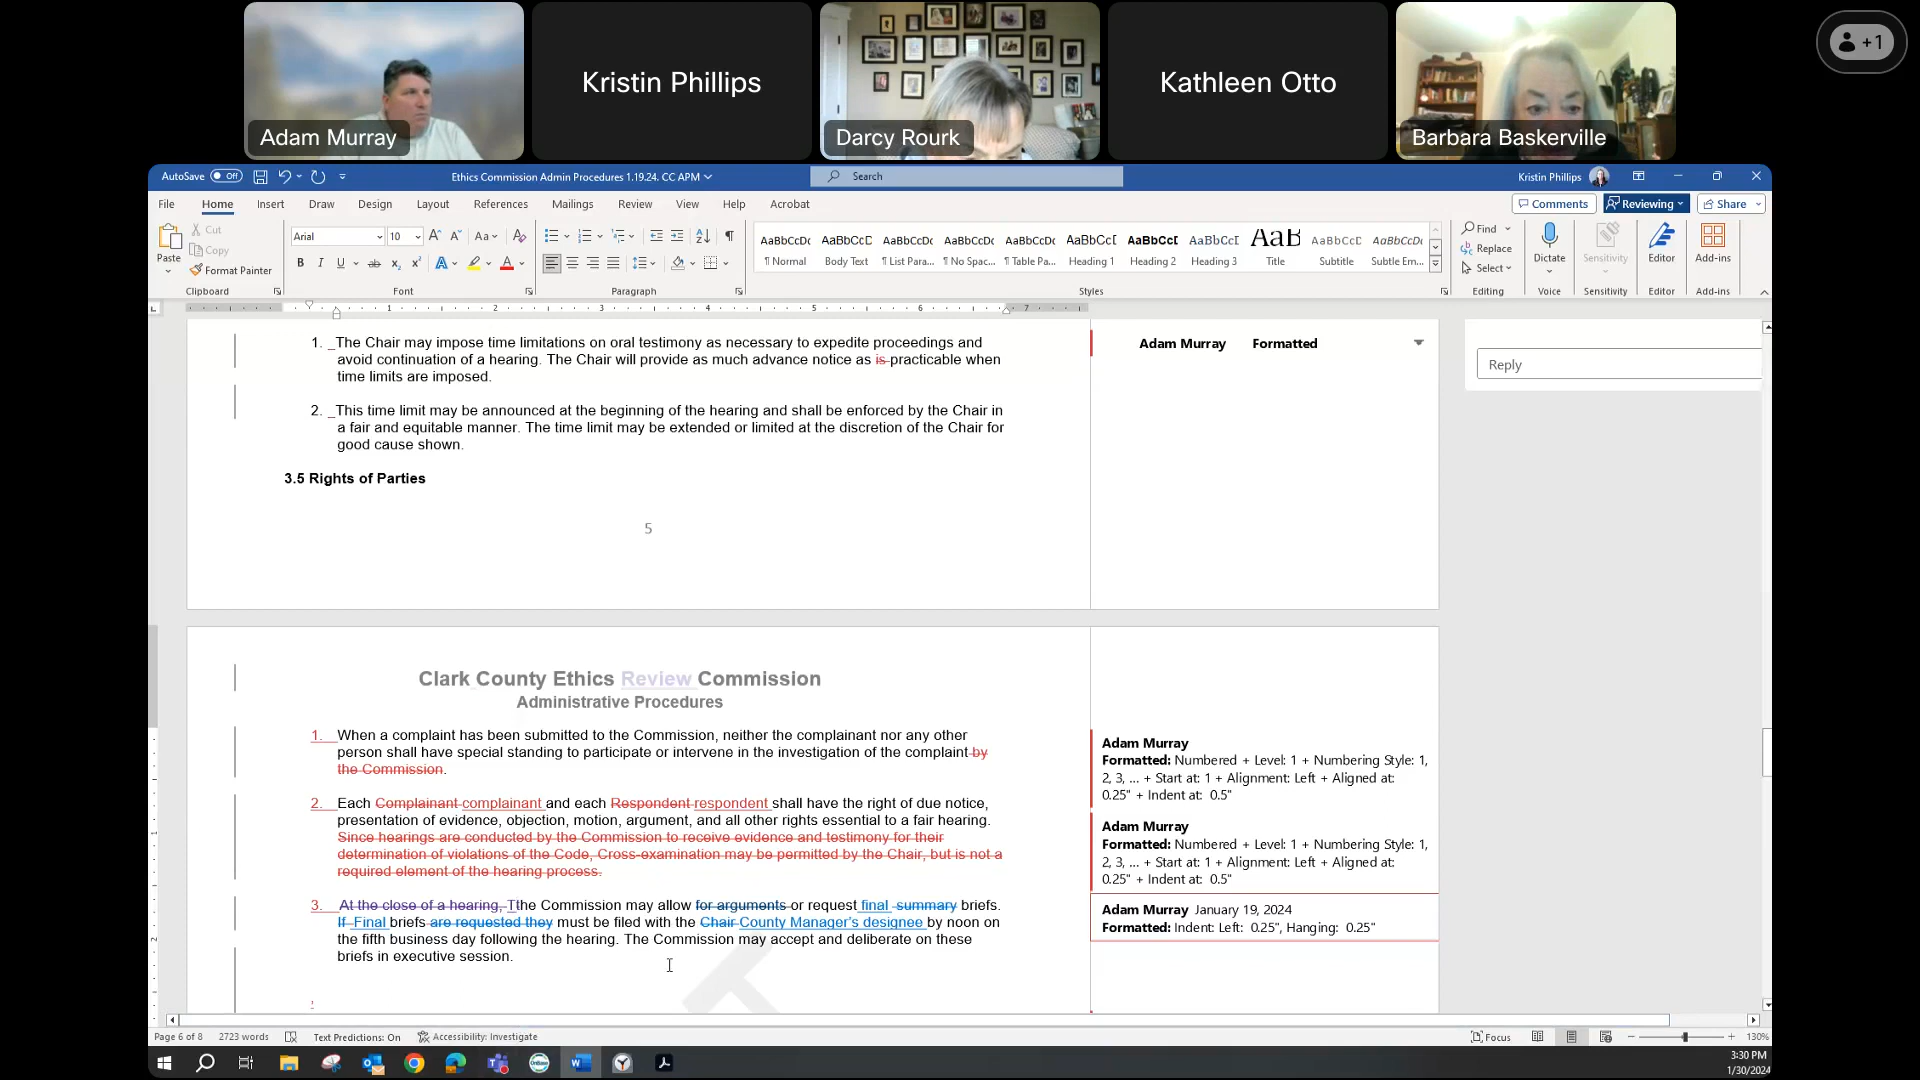 Adam Murray
Kristin Phillips
Darcy Rourk
Kathleen Otto
Barbara Baskerville
+1
AutoSave Off
Ethics Commission Admin Procedures 1.19.24. CC APM
Search
Kristin Phillips
File Home Insert Draw Design Layout References Mailings Review View Help Acrobat
Comments Reviewing Share
Paste
Cut
Copy
Format Painter
Clipboard
Arial 10
Font
Paragraph
AaBbCcDc AaBbCcD AaBbCcDc AaBbCcDc AaBbCcDc AaBbCcI AaBbCcI AaBbCcI AaB AaBbCcD AaBbCcDc
¶ Normal Body Text ¶ List Para... ¶ No Spac... ¶ Table Pa... Heading 1 Heading 2 Heading 3 Title Subtitle Subtle Em...
Styles
Find
Replace
Select
Editing
Dictate
Voice
Sensitivity
Sensitivity
Editor
Editor
Add-ins
Add-ins
1 2 3 4 5 6 7
1. The Chair may impose time limitations on oral testimony as necessary to expedite proceedings and
avoid continuation of a hearing. The Chair will provide as much advance notice as is practicable when
time limits are imposed.
2. This time limit may be announced at the beginning of the hearing and shall be enforced by the Chair in
a fair and equitable manner. The time limit may be extended or limited at the discretion of the Chair for
good cause shown.
3.5 Rights of Parties
5
Adam Murray Formatted
Reply
Clark County Ethics Review Commission
Administrative Procedures
1. When a complaint has been submitted to the Commission, neither the complainant nor any other
person shall have special standing to participate or intervene in the investigation of the complaint by
the Commission.
2. Each Complainant complainant and each Respondent respondent shall have the right of due notice,
presentation of evidence, objection, motion, argument, and all other rights essential to a fair hearing.
Since hearings are conducted by the Commission to receive evidence and testimony for their
determination of violations of the Code, Cross-examination may be permitted by the Chair, but is not a
required element of the hearing process.
3. At the close of a hearing, Tthe Commission may allow for arguments or request final summary briefs.
If Final briefs are requested they must be filed with the Chair County Manager's designee by noon on
the fifth business day following the hearing. The Commission may accept and deliberate on these
briefs in executive session.
Adam Murray
Formatted: Numbered + Level: 1 + Numbering Style: 1,
2, 3, … + Start at: 1 + Alignment: Left + Aligned at:
0.25" + Indent at: 0.5"
Adam Murray
Formatted: Numbered + Level: 1 + Numbering Style: 1,
2, 3, … + Start at: 1 + Alignment: Left + Aligned at:
0.25" + Indent at: 0.5"
Adam Murray January 19, 2024
Formatted: Indent: Left: 0.25", Hanging: 0.25"
Page 6 of 8 2723 words Text Predictions: On Accessibility: Investigate
Focus 130%
3:30 PM
1/30/2024